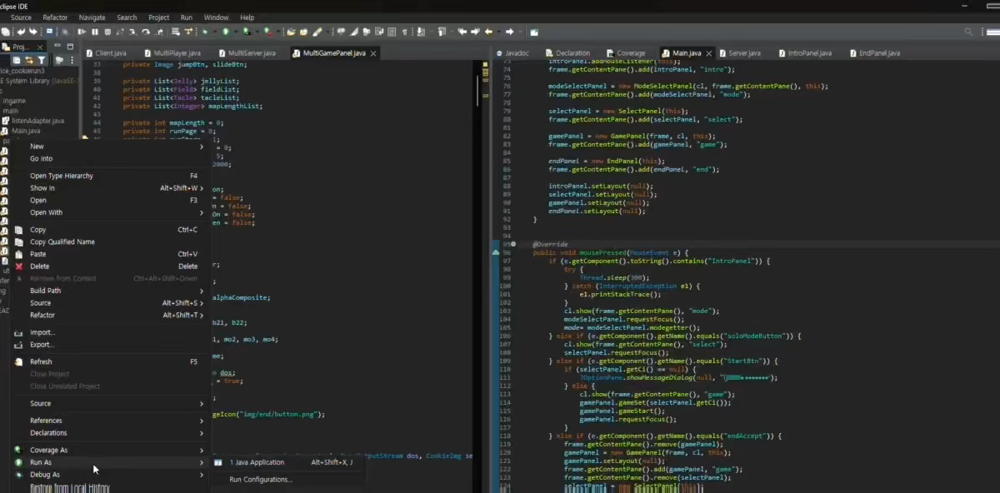 clipse IDE
Source Refactor Navigate Search Project Run Window Help
Proj...
Client.java MultiPlayer.java MultiServer.java MultiGamePanel.java
Javadoc Declaration Coverage Main.java Server.java IntroPanel.java EndPanel.java
ice_cookierun3
E System Library [JavaSE-
ingame
main
listenAdapter.java
Main.java
37 private Image jumpBtn, slideBtn;
38
39 private List<Jelly> jellyList;
40 private List<Field> fieldList;
41 private List<Tacle> tacleList;
42 private List<Integer> mapLengthList;
43
44 private int mapLength = 0;
45 private int runPage = 0;
= 0;
5;
2000;
on;
= false;
n = false;
On = false;
en = false;
r;
;
alphaComposite;
b21, b22;
1, mo2, mo3, mo4;
me;
dos;
= true;
geIcon("img/end/button.png");
putStream dos, CookieImg se
New
Go Into
Open Type Hierarchy F4
Show In Alt+Shift+W
Open F3
Open With
Copy Ctrl+C
Copy Qualified Name
Paste Ctrl+V
Delete Delete
Remove from Context Ctrl+Alt+Shift+Down
Build Path
Source Alt+Shift+S
Refactor Alt+Shift+T
Import...
Export...
Refresh F5
Close Project
Close Unrelated Project
Source
References
Declarations
Coverage As
Run As
Debug As
Restore from Local History
1 Java Application Alt+Shift+X, J
Run Configurations...
73 introPanel.addMouseListener(this);
74 frame.getContentPane().add(introPanel, "intro");
75
76 modeSelectPanel = new ModeSelectPanel(cl, frame.getContentPane(), this);
77 frame.getContentPane().add(modeSelectPanel, "mode");
78
79 selectPanel = new SelectPanel(this);
80 frame.getContentPane().add(selectPanel, "select");
81
82 gamePanel = new GamePanel(frame, cl, this);
83 frame.getContentPane().add(gamePanel, "game");
84
85 endPanel = new EndPanel(this);
86 frame.getContentPane().add(endPanel, "end");
87
88 introPanel.setLayout(null);
89 selectPanel.setLayout(null);
90 gamePanel.setLayout(null);
91 endPanel.setLayout(null);
92 }
93
94
95 @Override
96 public void mousePressed(MouseEvent e) {
97 if (e.getComponent().toString().contains("IntroPanel")) {
98 try {
99 Thread.sleep(300);
100 } catch (InterruptedException e1) {
101 e1.printStackTrace();
102 }
103 cl.show(frame.getContentPane(), "mode");
104 modeSelectPanel.requestFocus();
105 mode= modeSelectPanel.modegetter();
106 } else if (e.getComponent().getName().equals("soloModeButton")) {
107 cl.show(frame.getContentPane(), "select");
108 selectPanel.requestFocus();
109 } else if (e.getComponent().getName().equals("StartBtn")) {
110 if (selectPanel.getCi() == null) {
111 JOptionPane.showMessageDialog(null, "
112 } else {
113 cl.show(frame.getContentPane(), "game");
114 gamePanel.gameSet(selectPanel.getCi());
115 gamePanel.gameStart();
116 gamePanel.requestFocus();
117 }
118 } else if (e.getComponent().getName().equals("endAccept")) {
119 frame.getContentPane().remove(gamePanel);
120 gamePanel = new GamePanel(frame, cl, this);
121 gamePanel.setLayout(null);
122 frame.getContentPane().add(gamePanel, "game");
123 frame.getContentPane().remove(selectPanel);
124 selectPanel = new SelectPanel(this);